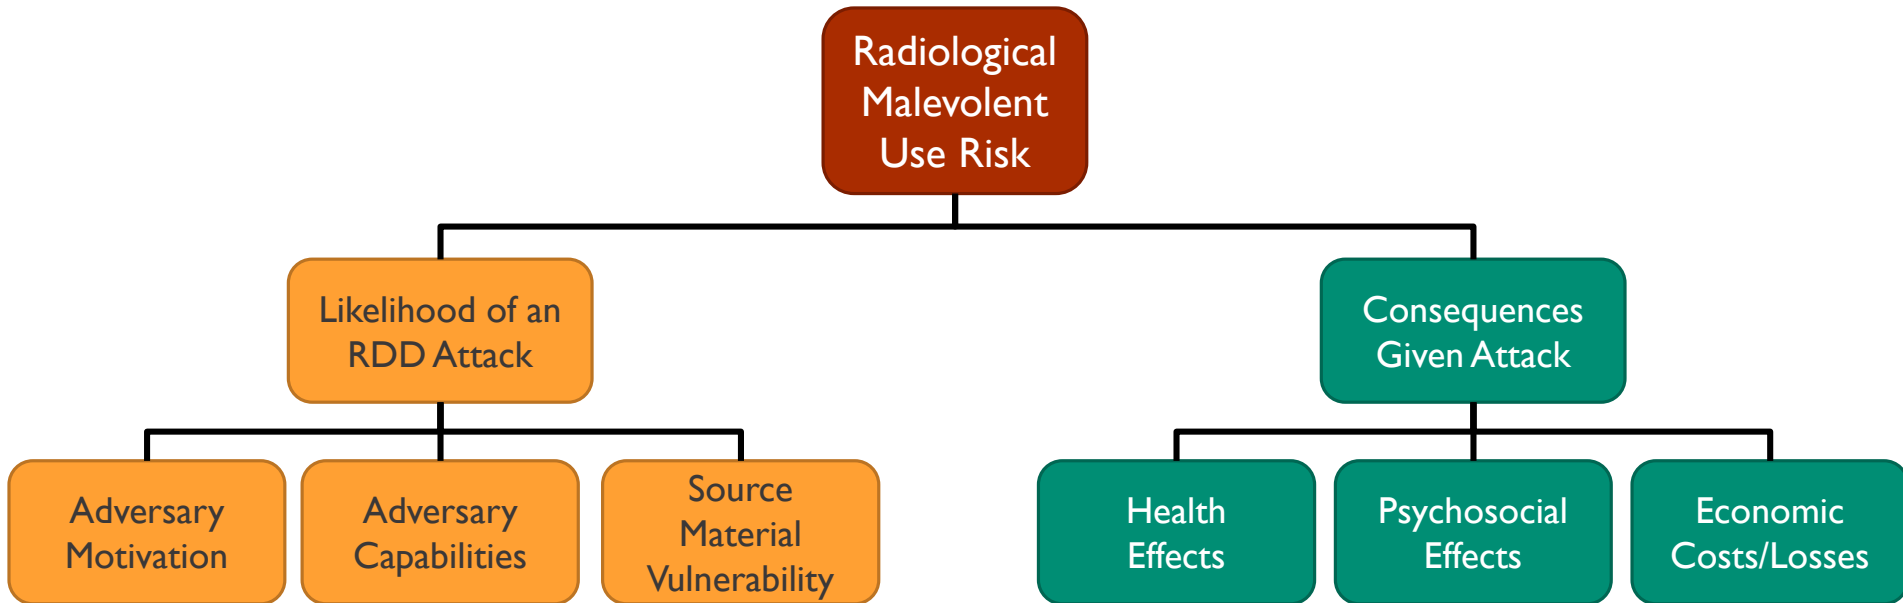 Radiological
Malevolent
Use Risk
Likelihood of an
RDD Attack
Consequences
Given Attack
Adversary
Motivation
Adversary
Capabilities
Source
Material
Vulnerability
Health
Effects
Psychosocial
Effects
Economic
Costs/Losses